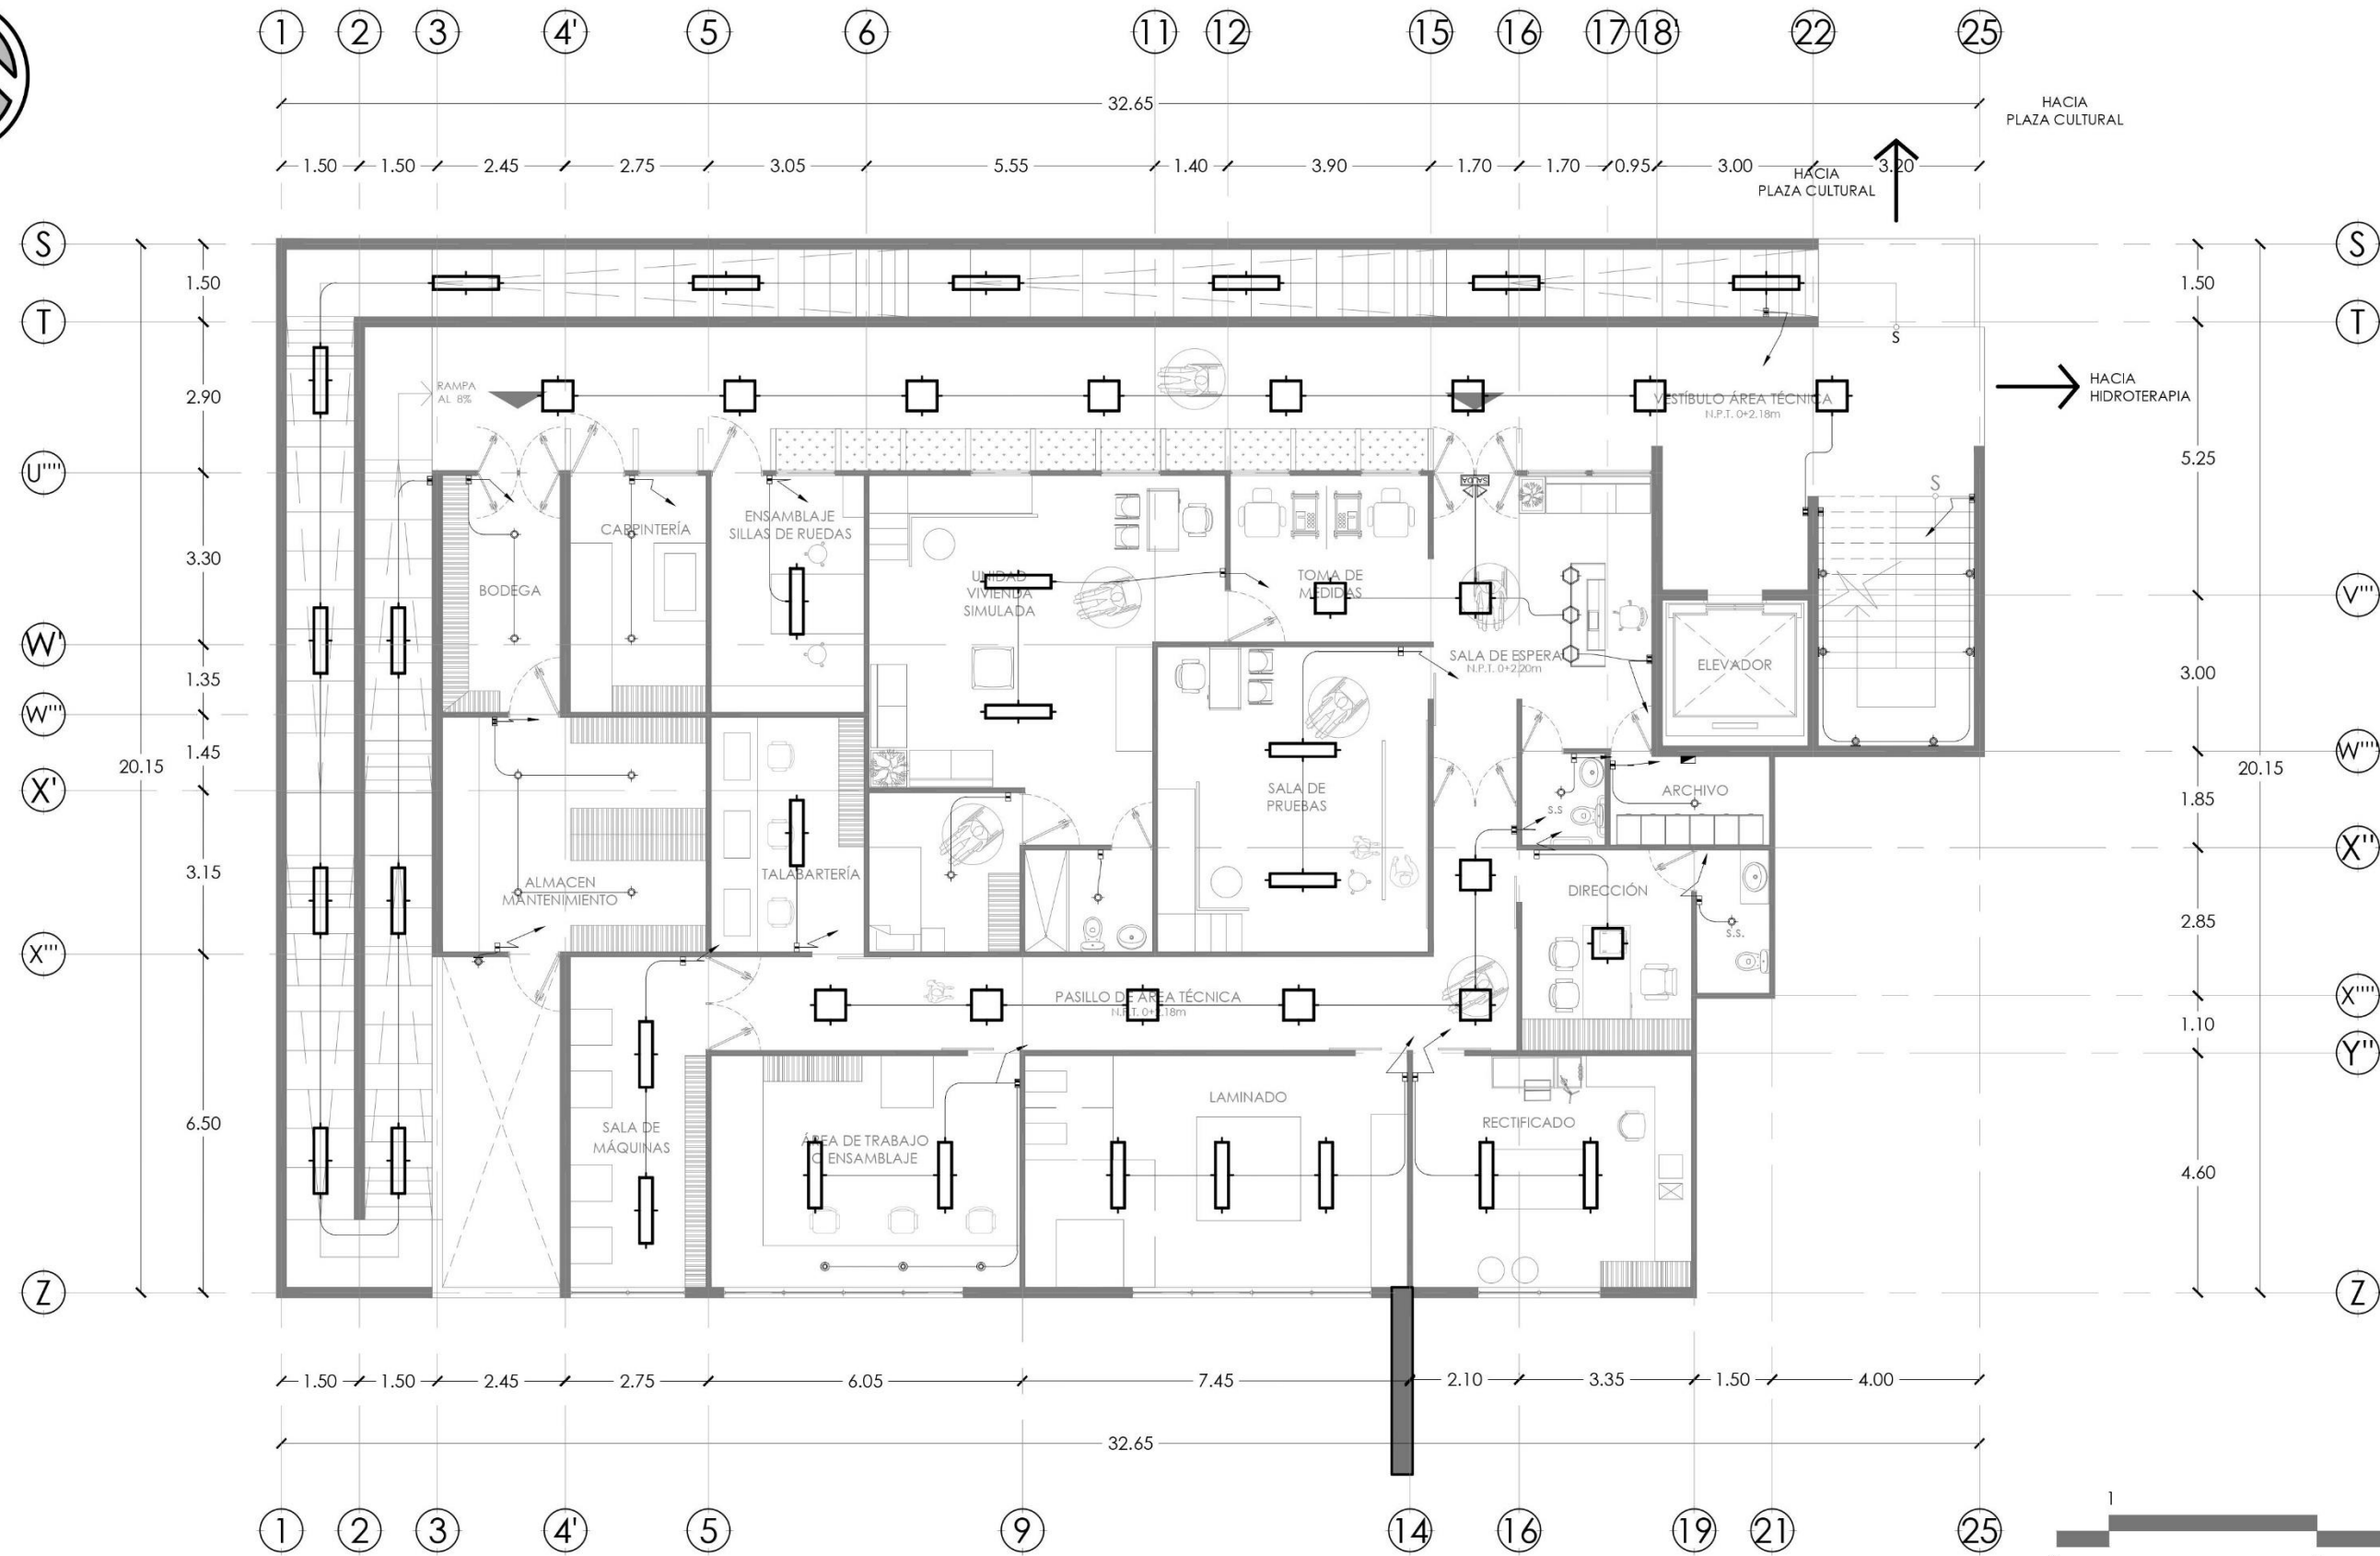 1 2 3 4' 5 6 11 12 15 16 17 18' 22 25
32.65
HACIA
PLAZA CULTURAL
1.50 1.50 2.45 2.75 3.05 5.55 1.40 3.90 1.70 1.70 0.95 3.00 3.20
HACIA
PLAZA CULTURAL
S S
1.50 1.50
T T
S
2.90
RAMPA
AL 8%
HACIA
HIDROTERAPIA
VESTÍBULO ÁREA TÉCNICA
N.P.T. 0+2.18m
U'''' 5.25
SALIDA
S
ENSAMBLAJE
SILLAS DE RUEDAS
CARPINTERÍA
3.30
BODEGA
UNIDAD
VIVIENDA
SIMULADA
TOMA DE
MEDIDAS
V'''
W'
SALA DE ESPERA
N.P.T. 0+2.20m
ELEVADOR
1.35 3.00
W'''
1.45 W''''
20.15 20.15
X'
SALA DE
PRUEBAS
ARCHIVO
1.85
S.S
X''
3.15
TALABARTERÍA
ALMACEN
MANTENIMIENTO
DIRECCIÓN
2.85
S.S.
X'''
PASILLO DE ÁREA TÉCNICA
N.P.T. 0+2.18m
X''''
1.10
Y''
LAMINADO
6.50
SALA DE
MÁQUINAS
ÁREA DE TRABAJO
O ENSAMBLAJE
RECTIFICADO
4.60
Z Z
1.50 1.50 2.45 2.75 6.05 7.45 2.10 3.35 1.50 4.00
32.65
1
1 2 3 4' 5 9 14 16 19 21 25